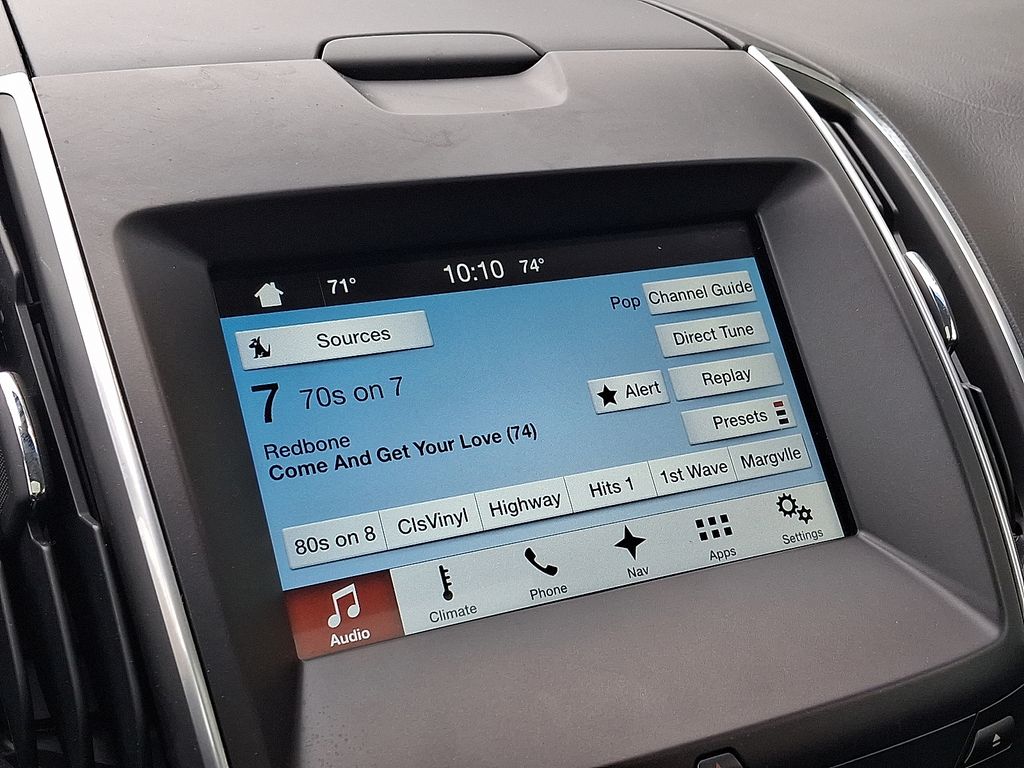 71° 10:10 74°
Sources
Pop Channel Guide
Direct Tune
7 70s on 7
Alert Replay
Presets
Redbone
Come And Get Your Love (74)
80s on 8 ClsVinyl Highway Hits 1 1st Wave Margvlle
Audio Climate Phone Nav Apps Settings